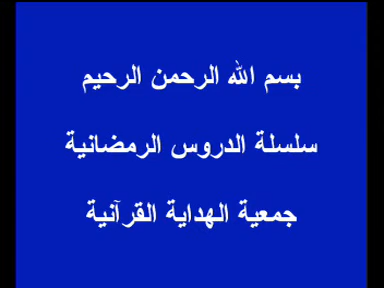 بسم الله الرحمن الرحيم
سلسلة الدروس الرمضانية
جمعية الهداية القرآنية